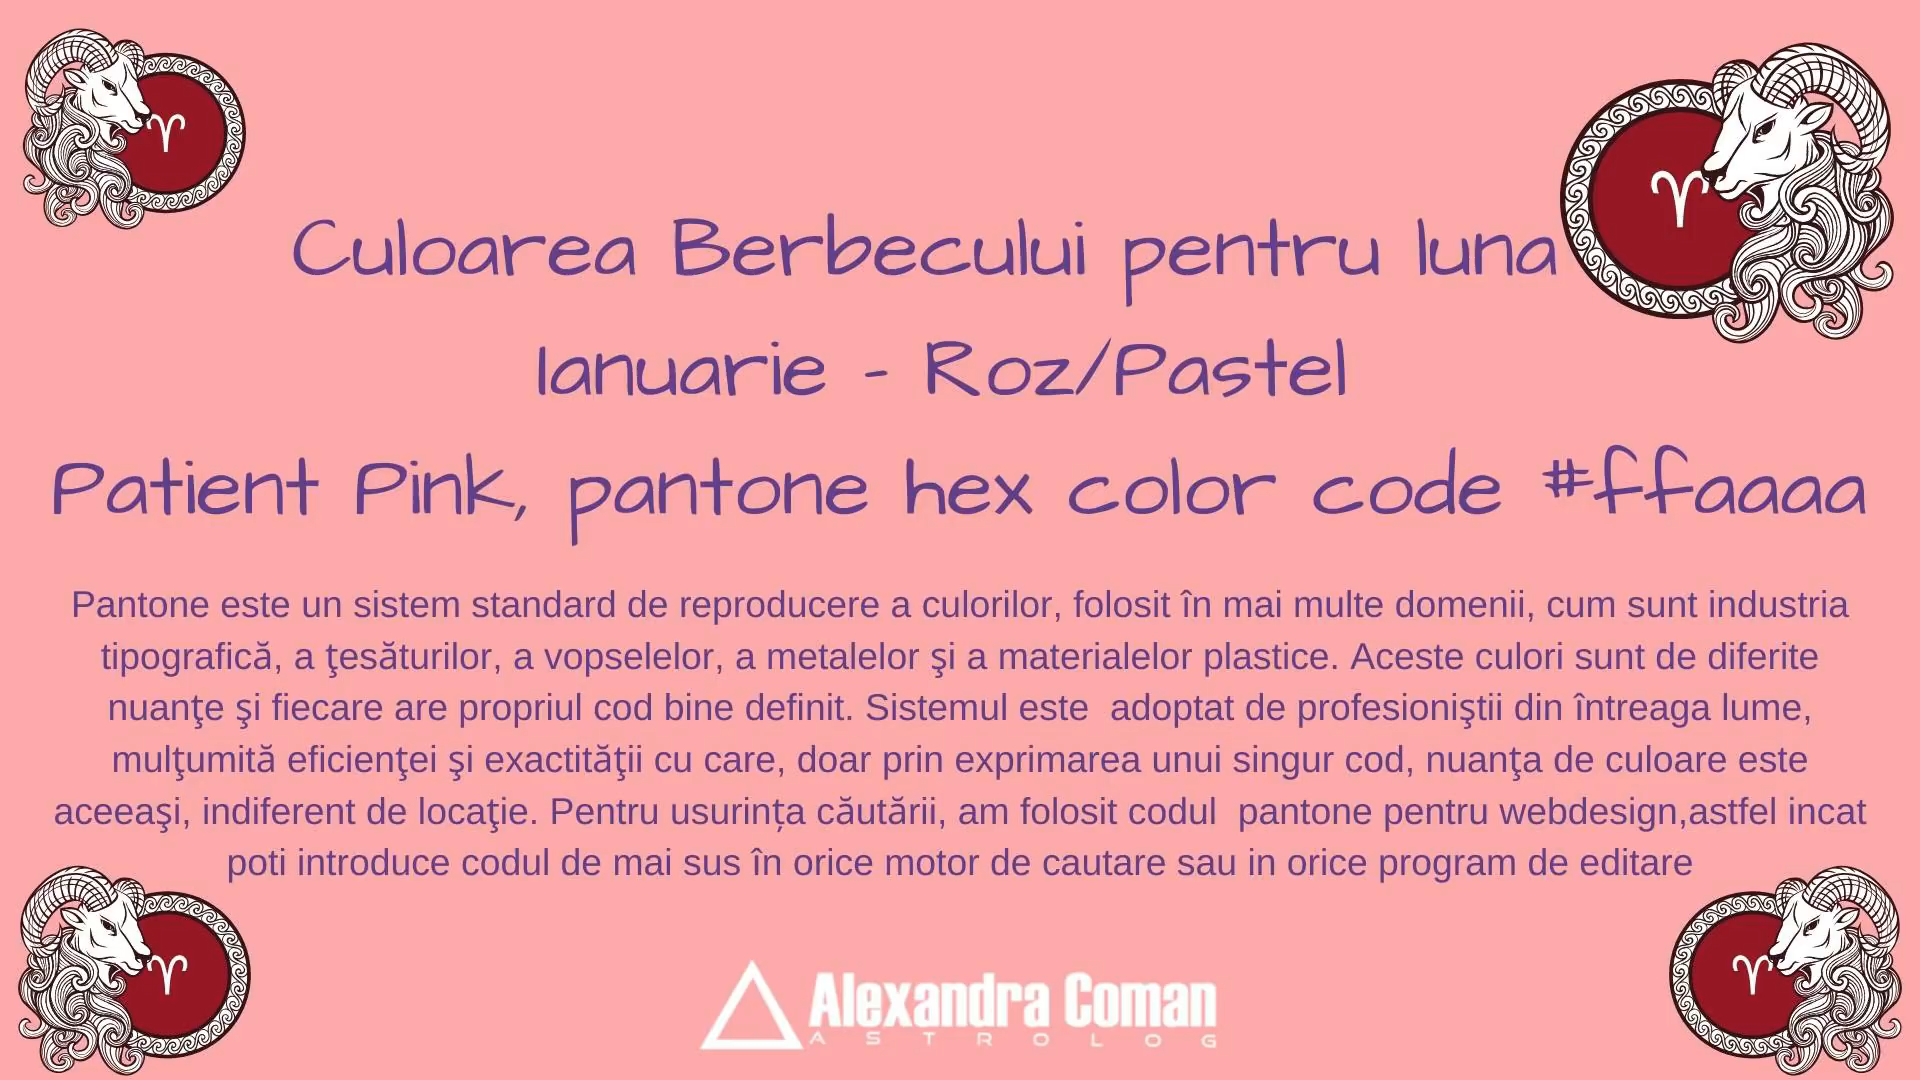 Culoarea Berbecului pentru luna
Ianuarie - Roz/Pastel
Patient Pink, pantone hex color code #ffaaaa
Pantone este un sistem standard de reproducere a culorilor, folosit în mai multe domenii, cum sunt industria
tipografică, a ţesăturilor, a vopselelor, a metalelor şi a materialelor plastice. Aceste culori sunt de diferite
nuanţe şi fiecare are propriul cod bine definit. Sistemul este  adoptat de profesioniştii din întreaga lume,
mulţumită eficienţei şi exactităţii cu care, doar prin exprimarea unui singur cod, nuanţa de culoare este
aceeaşi, indiferent de locaţie. Pentru usurința căutării, am folosit codul  pantone pentru webdesign,astfel incat
poti introduce codul de mai sus în orice motor de cautare sau in orice program de editare
Alexandra Coman
ASTROLOG